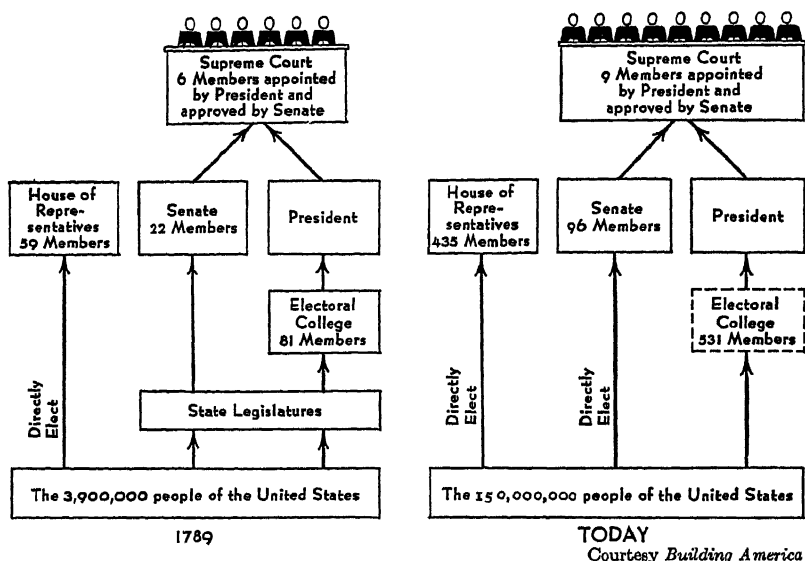 Supreme Court
6 Members appointed
by President and
approved by Senate
House of
Repre-
sentatives
59 Members
Senate
22 Members
President
Electoral
College
81 Members
Directly
Elect
State Legislatures
The 3,900,000 people of the United States
1789
Supreme Court
9 Members appointed
by President and
approved by Senate
House of
Repre-
sentatives
435 Members
Senate
96 Members
President
Electoral
College
531 Members
Directly
Elect
Directly
Elect
The 150,000,000 people of the United States
TODAY
Courtesy Building America